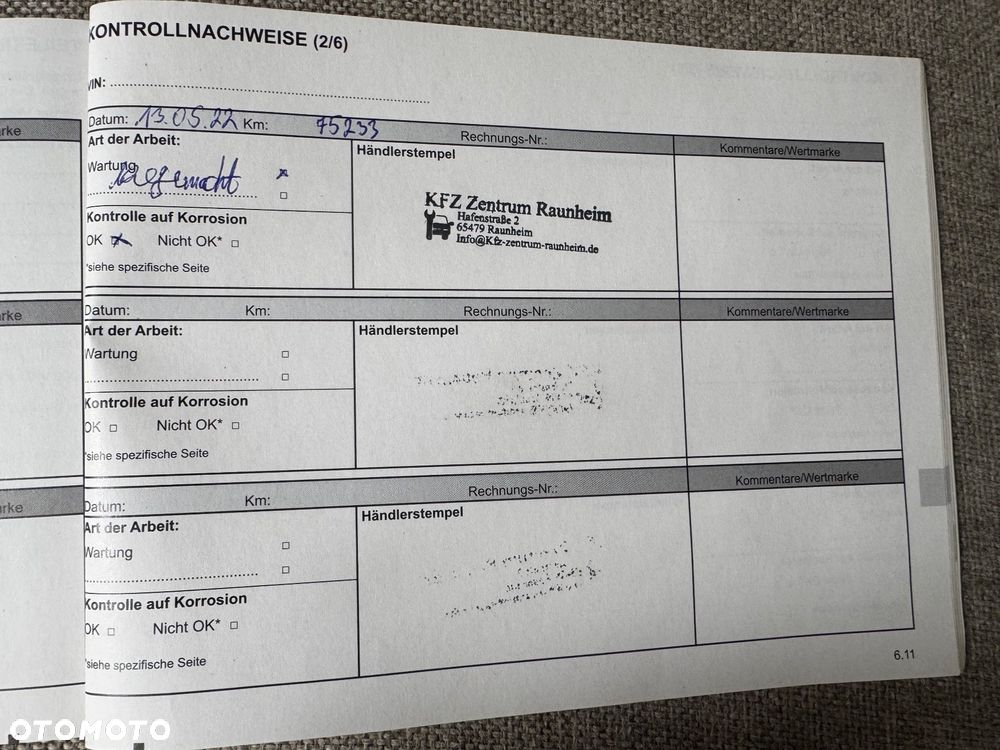 KONTROLLNACHWEISE (2/6)
VIN:
Datum: 13.05.22 Km: 75233 Rechnungs-Nr.: Kommentare/Wertmarke
Art der Arbeit:
Händlerstempel
Wartung
gemacht
KFZ Zentrum Raunheim
Hafenstraße 2
65479 Raunheim
Info@Kfz-zentrum-raunheim.de
Kontrolle auf Korrosion
OK Nicht OK*
*siehe spezifische Seite
rke
Datum: Km: Rechnungs-Nr.: Kommentare/Wertmarke
Art der Arbeit:
Händlerstempel
Wartung
Kontrolle auf Korrosion
OK Nicht OK*
*siehe spezifische Seite
rke
Datum: Km: Rechnungs-Nr.: Kommentare/Wertmarke
Art der Arbeit:
Händlerstempel
Wartung
Kontrolle auf Korrosion
OK Nicht OK*
*siehe spezifische Seite
rke
6.11
OTOMOTO